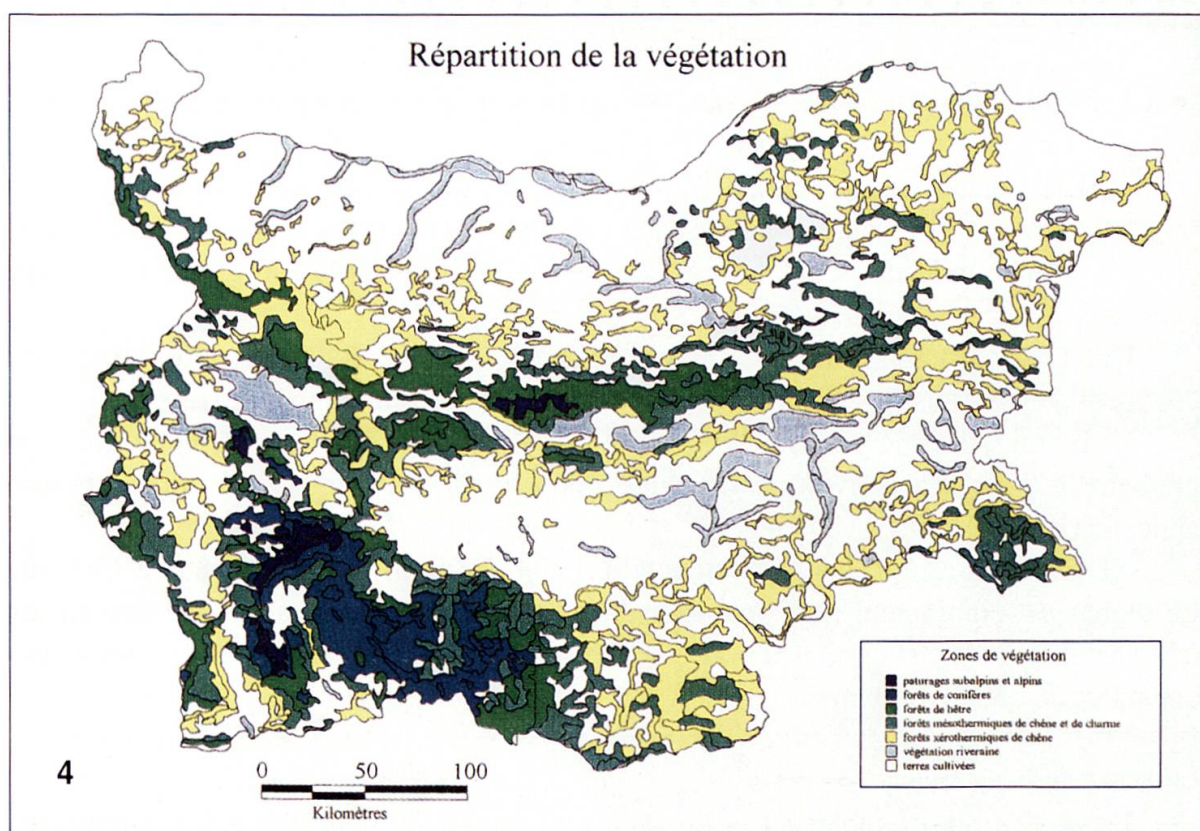 Répartition de la végétation
Zones de végétation
paturages subalpins et alpins
forêts de conifères
forêts de hêtre
forêts mésothermiques de chêne et de charme
forêts xérothermiques de chêne
végétation riveraine
terres cultivées
4
0 50 100
Kilomètres